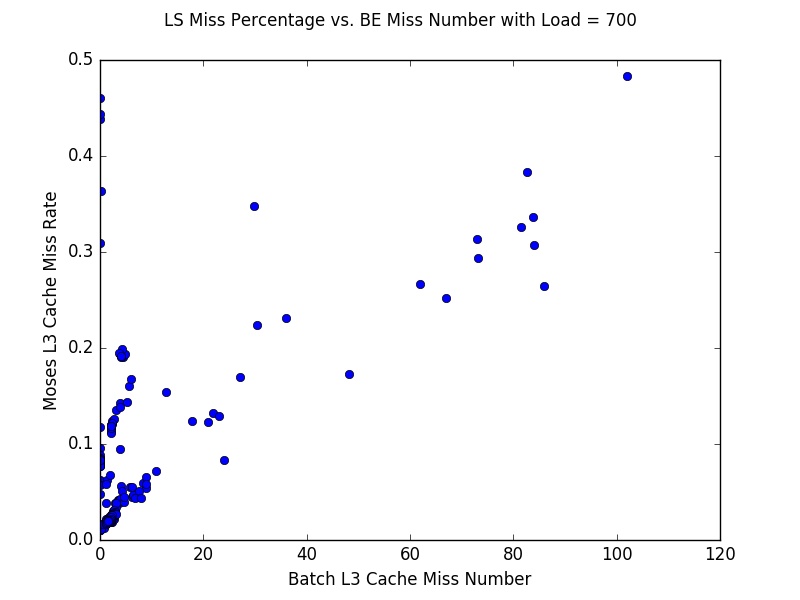 LS Miss Percentage vs. BE Miss Number with Load = 700
0.5
0.4
0.3
0.2
0.1
0.0
Moses L3 Cache Miss Rate
0 20 40 60 80 100 120
Batch L3 Cache Miss Number